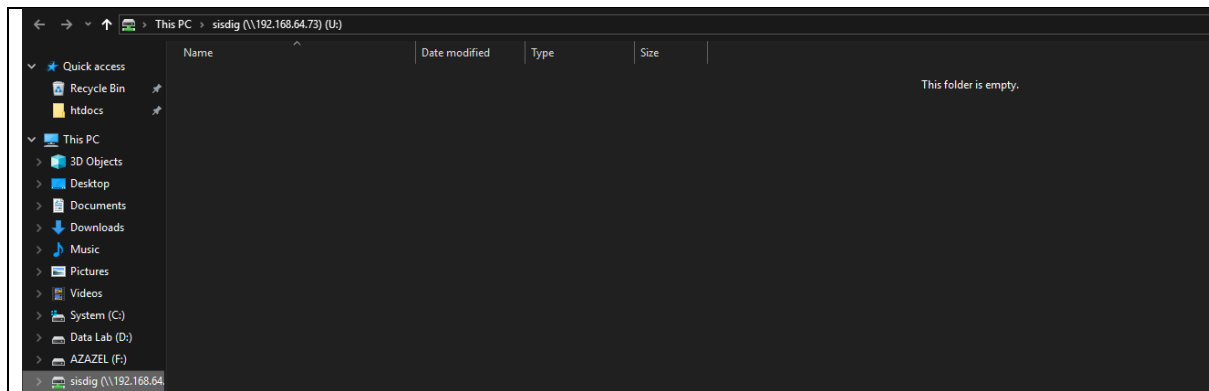 This PC > sisdig (\\192.168.64.73) (U:)
Name Date modified Type Size
This folder is empty.
Quick access
Recycle Bin
htdocs
This PC
3D Objects
Desktop
Documents
Downloads
Music
Pictures
Videos
System (C:)
Data Lab (D:)
AZAZEL (F:)
sisdig (\\192.168.64.